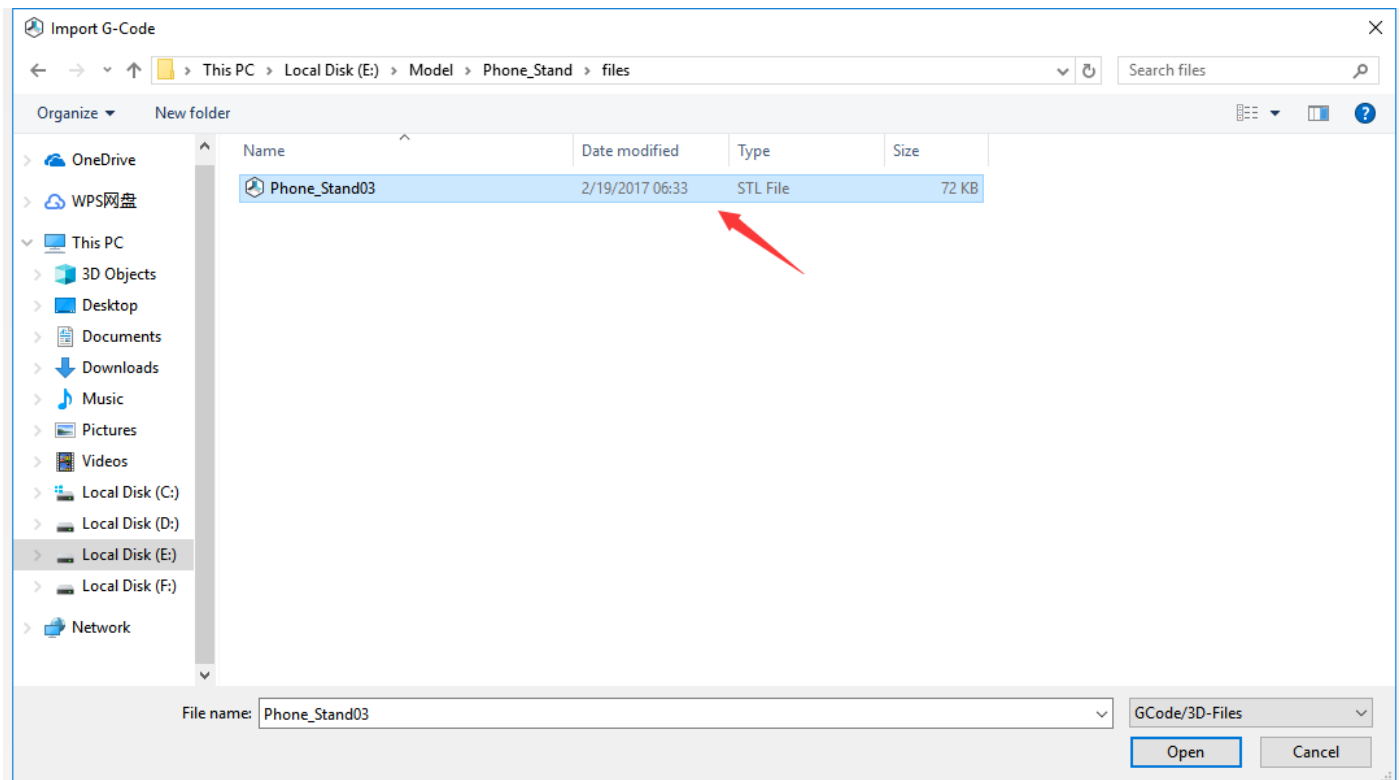 Import G-Code
This PC > Local Disk (E:) > Model > Phone_Stand > files
Search files
Organize
New folder
?
Name
Date modified
Type
Size
Phone_Stand03
2/19/2017 06:33
STL File
72 KB
OneDrive
WPS网盘
This PC
3D Objects
Desktop
Documents
Downloads
Music
Pictures
Videos
Local Disk (C:)
Local Disk (D:)
Local Disk (E:)
Local Disk (F:)
Network
File name: Phone_Stand03
GCode/3D-Files
Open
Cancel